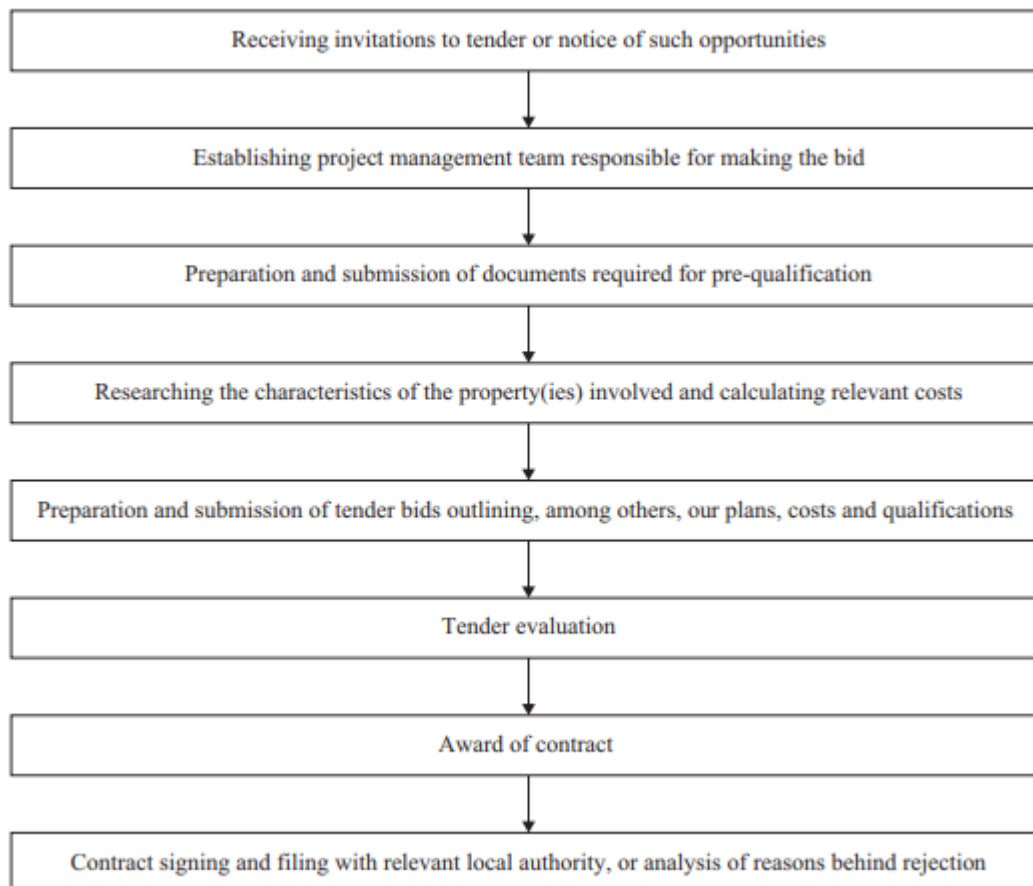 Receiving invitations to tender or notice of such opportunities
Establishing project management team responsible for making the bid
Preparation and submission of documents required for pre-qualification
Researching the characteristics of the property(ies) involved and calculating relevant costs
Preparation and submission of tender bids outlining, among others, our plans, costs and qualifications
Tender evaluation
Award of contract
Contract signing and filing with relevant local authority, or analysis of reasons behind rejection